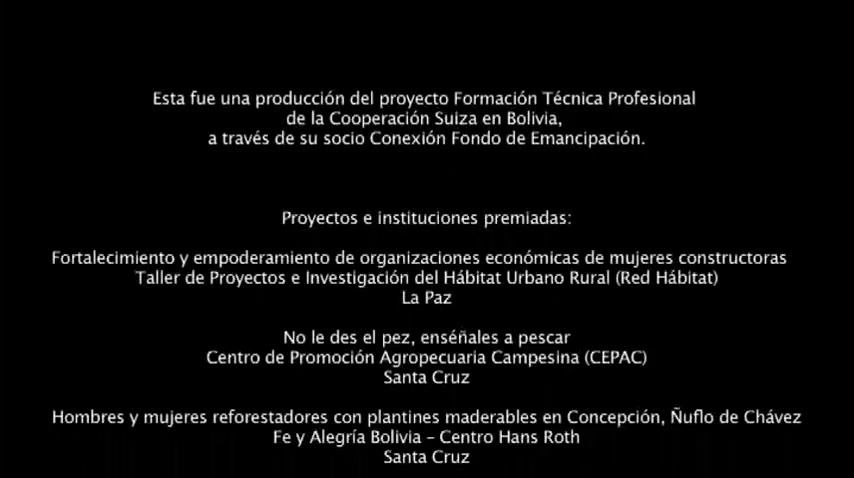 Esta fue una producción del proyecto Formación Técnica Profesional
de la Cooperación Suiza en Bolivia,
a través de su socio Conexión Fondo de Emancipación.
Proyectos e instituciones premiadas:
Fortalecimiento y empoderamiento de organizaciones económicas de mujeres constructoras
Taller de Proyectos e Investigación del Hábitat Urbano Rural (Red Hábitat)
La Paz
No le des el pez, enséñales a pescar
Centro de Promoción Agropecuaria Campesina (CEPAC)
Santa Cruz
Hombres y mujeres reforestadores con plantines maderables en Concepción, Ñuflo de Chávez
Fe y Alegría Bolivia – Centro Hans Roth
Santa Cruz